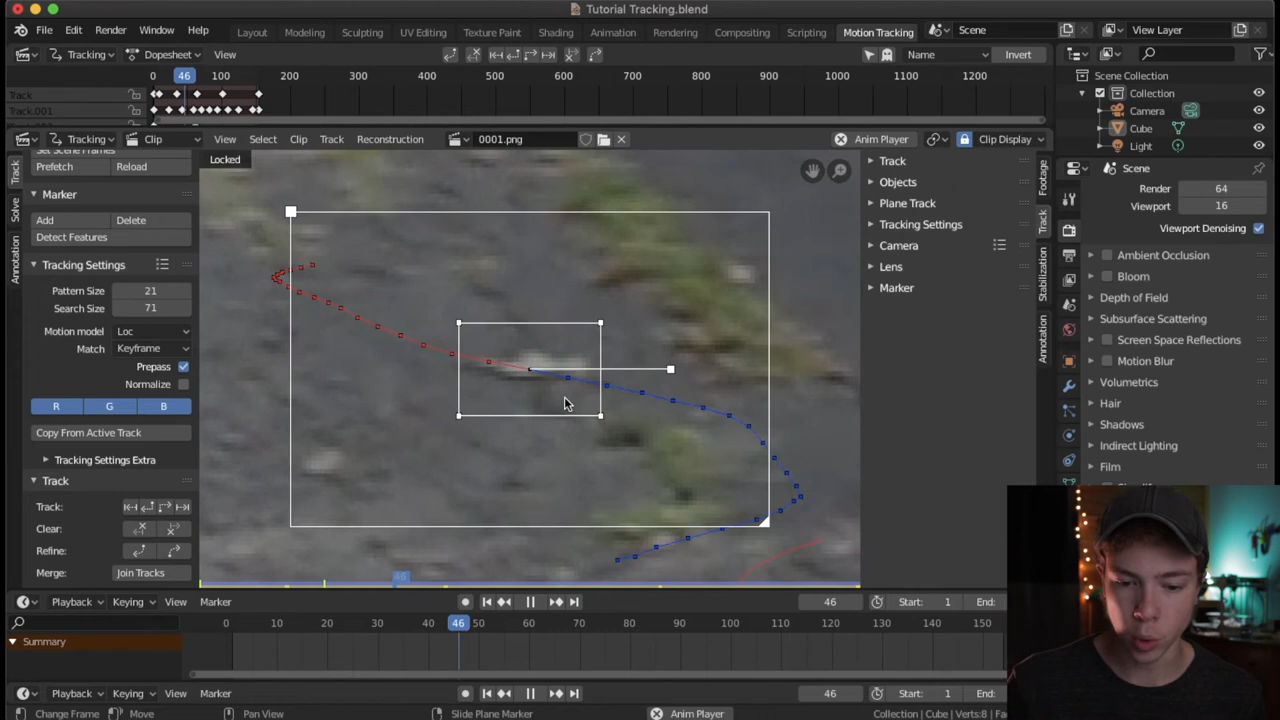 Tutorial Tracking.blend
File Edit Render Window Help Layout Modeling Sculpting UV Editing Texture Paint Shading Animation Rendering Compositing Scripting Motion Tracking Scene View Layer
Tracking Dopesheet View Name Invert
0 46 100 200 300 400 500 600 700 800 900 1000 1100 1200
Track
Track.001
Scene Collection
Collection
Camera
Cube
Light
Tracking Clip View Select Clip Track Reconstruction 0001.png Anim Player Clip Display
Locked
Prefetch Reload
Marker
Add Delete
Detect Features
Tracking Settings
Pattern Size 21
Search Size 71
Motion model Loc
Match Keyframe
Prepass
Normalize
R G B
Copy From Active Track
Tracking Settings Extra
Track
Track:
Clear:
Refine:
Merge: Join Tracks
Track
Solve
Annotation
46
Track
Objects
Plane Track
Tracking Settings
Camera
Lens
Marker
Footage
Track
Stabilization
Annotation
Scene
Render 64
Viewport 16
Viewport Denoising
Ambient Occlusion
Bloom
Depth of Field
Subsurface Scattering
Screen Space Reflections
Motion Blur
Volumetrics
Hair
Shadows
Indirect Lighting
Film
Playback Keying View Marker 46 Start: 1 End:
0 10 20 30 40 46 50 60 70 80 90 100 110 120 130 140 150
Summary
Playback Keying View Marker 46 Start: 1 End:
Change Frame Move Pan View Slide Plane Marker Anim Player Collection | Cube | Verts:8 |